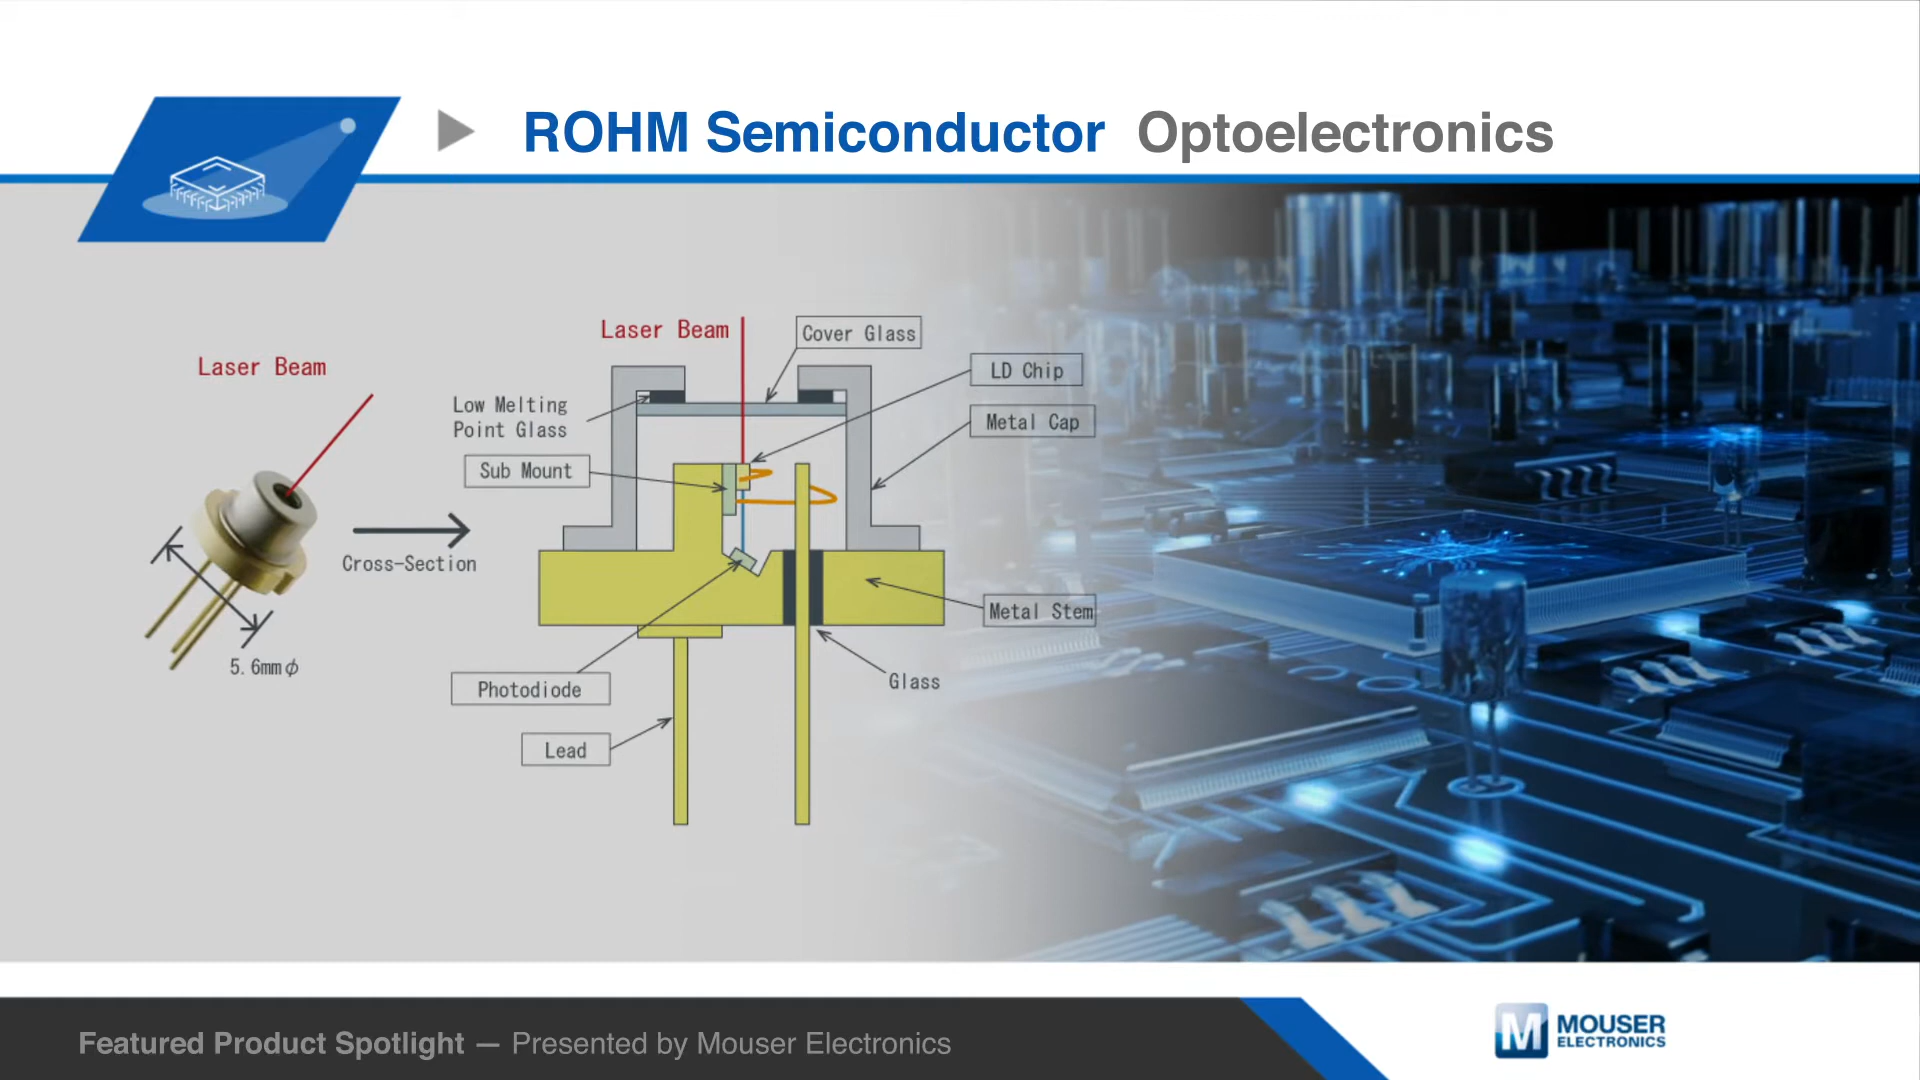 ROHM Semiconductor Optoelectronics
Laser Beam
Cover Glass
Laser Beam
LD Chip
Low Melting
Point Glass
Metal Cap
Sub Mount
Cross-Section
Metal Stem
5.6mmφ
Photodiode
Glass
Lead
Featured Product Spotlight — Presented by Mouser Electronics
M MOUSER
ELECTRONICS